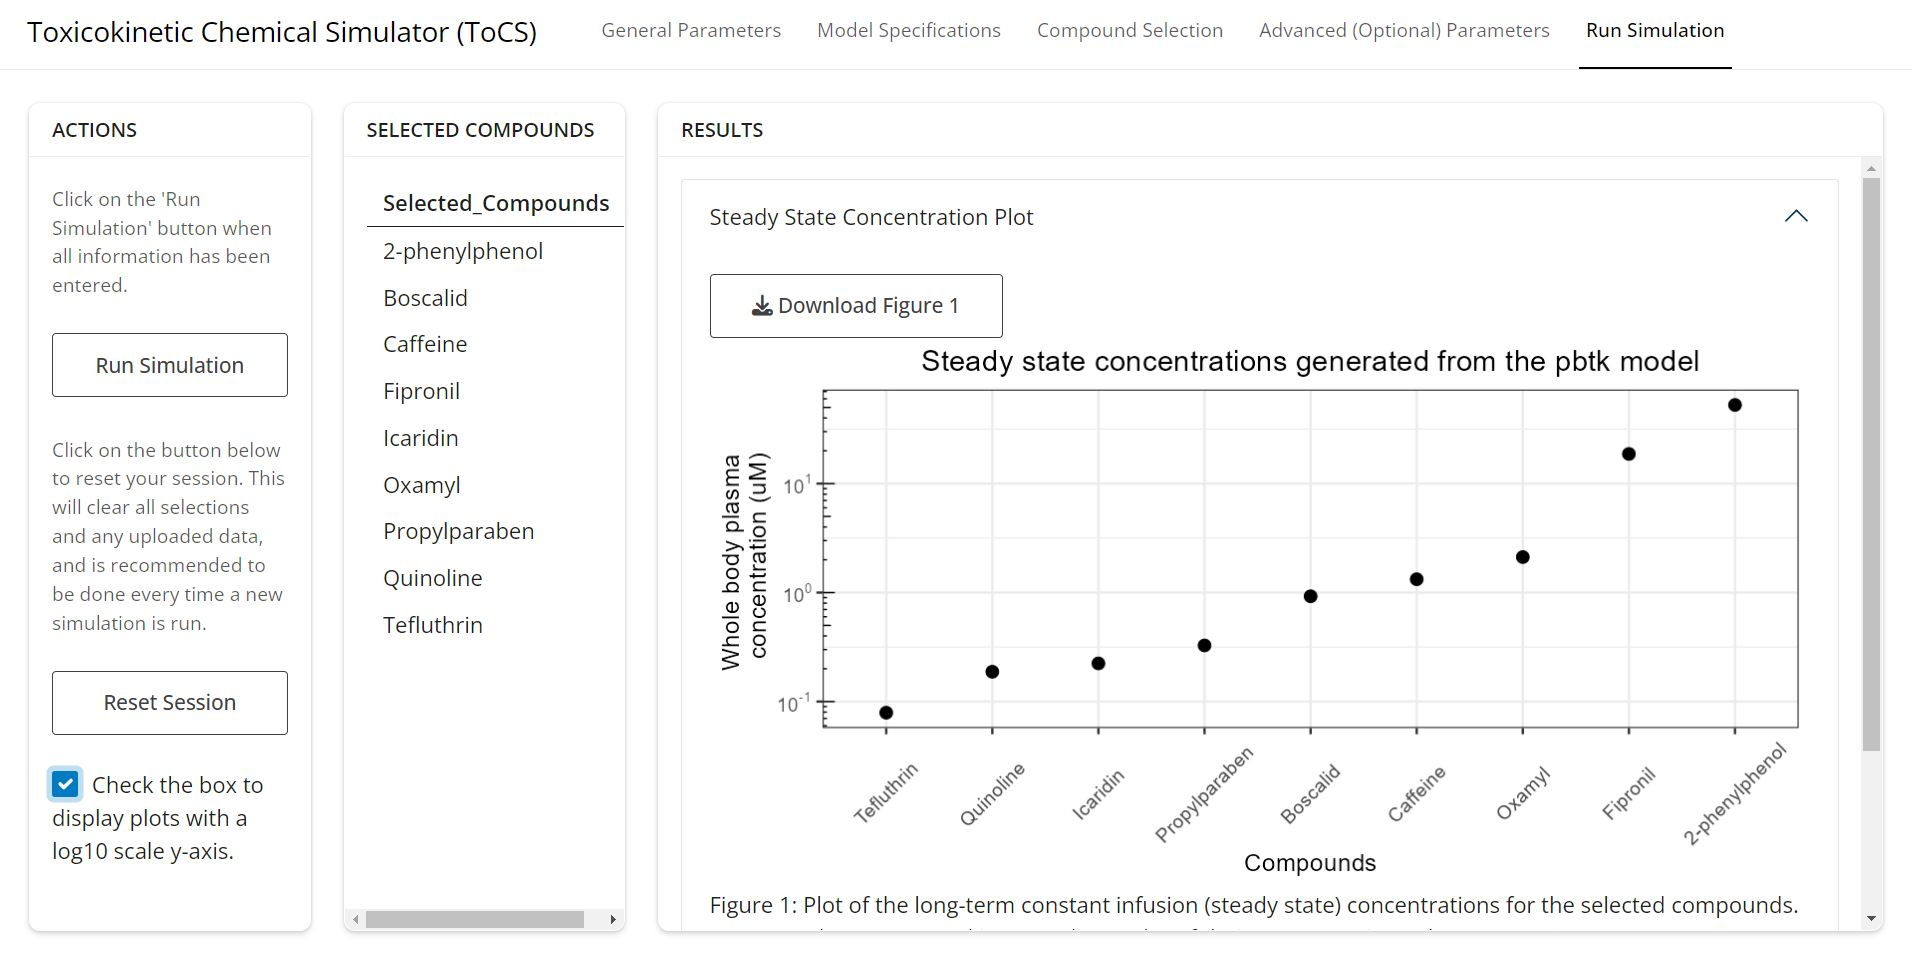 Toxicokinetic Chemical Simulator (ToCS)
General Parameters
Model Specifications
Compound Selection
Advanced (Optional) Parameters
Run Simulation
ACTIONS
Click on the 'Run
Simulation' button when
all information has been
entered.
Run Simulation
Click on the button below
to reset your session. This
will clear all selections
and any uploaded data,
and is recommended to
be done every time a new
simulation is run.
Reset Session
Check the box to
display plots with a
log10 scale y-axis.
SELECTED COMPOUNDS
Selected_Compounds
2-phenylphenol
Boscalid
Caffeine
Fipronil
Icaridin
Oxamyl
Propylparaben
Quinoline
Tefluthrin
RESULTS
Steady State Concentration Plot
Download Figure 1
Steady state concentrations generated from the pbtk model
Whole body plasma
concentration (uM)
10¹
10⁰
10⁻¹
Tefluthrin
Quinoline
Icaridin
Propylparaben
Boscalid
Caffeine
Oxamyl
Fipronil
2-phenylphenol
Compounds
Figure 1: Plot of the long-term constant infusion (steady state) concentrations for the selected compounds.